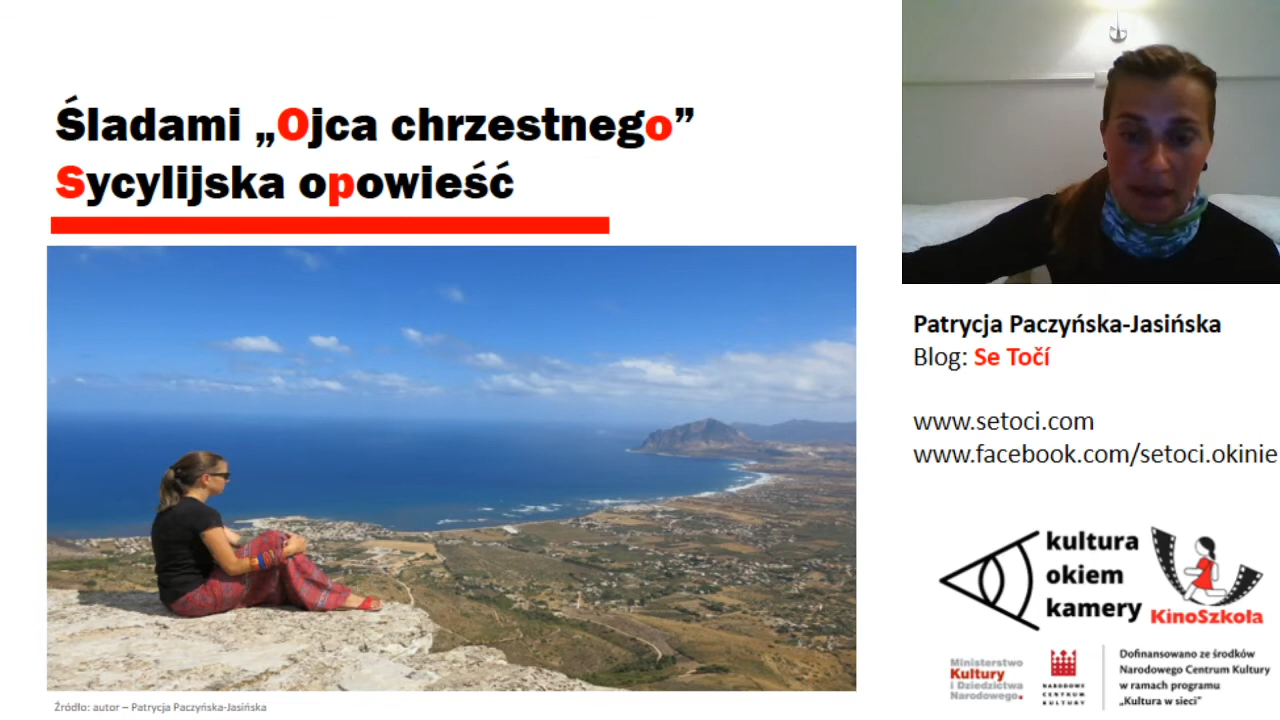 Śladami „Ojca chrzestnego”
Sycylijska opowieść
Źródło: autor – Patrycja Paczyńska-Jasińska
Patrycja Paczyńska-Jasińska
Blog: Se Točí
www.setoci.com
www.facebook.com/setoci.okinie
kultura
okiem
kamery
KinoSzkoła
Ministerstwo
Kultury
i Dziedzictwa
Narodowego.
NARODOWE
CENTRUM
KULTURY
Dofinansowano ze środków
Narodowego Centrum Kultury
w ramach programu
„Kultura w sieci”